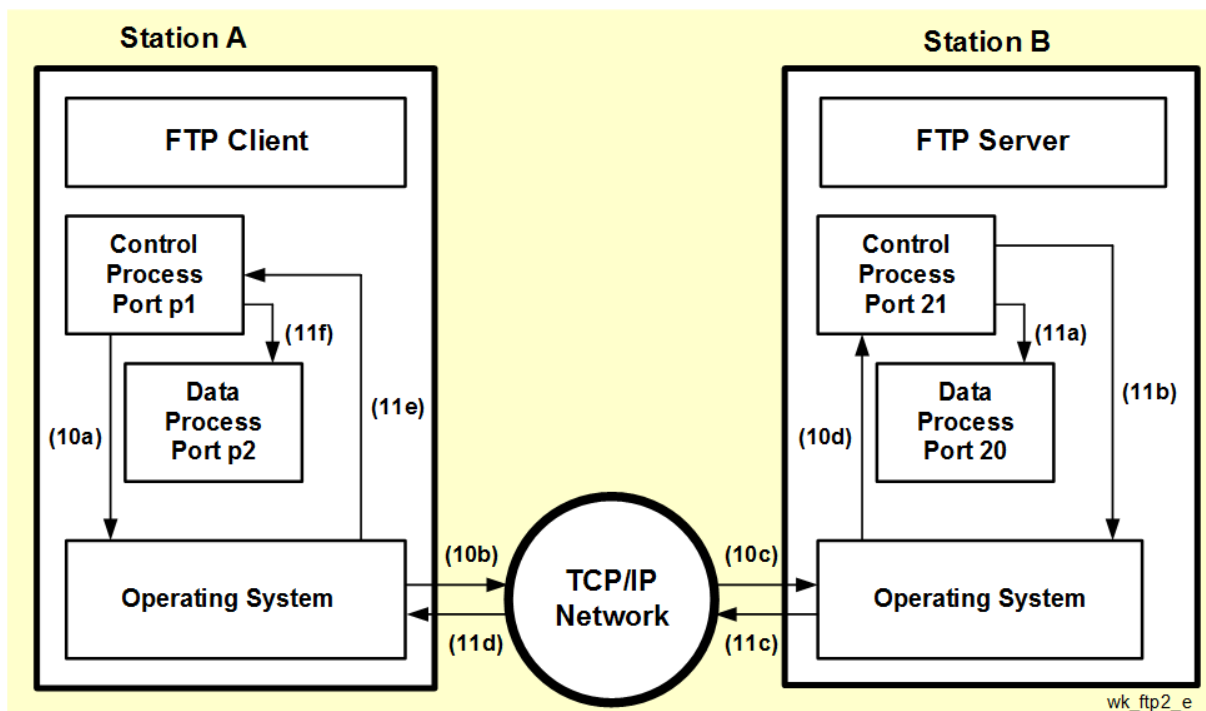 Station A
Station B
FTP Client
FTP Server
Control
Process
Port p1
Control
Process
Port 21
(11f)
(11a)
Data
Process
Port p2
Data
Process
Port 20
(10a)
(11e)
(10d)
(11b)
(10b)
(10c)
Operating System
TCP/IP
Network
Operating System
(11d)
(11c)
wk_ftp2_e